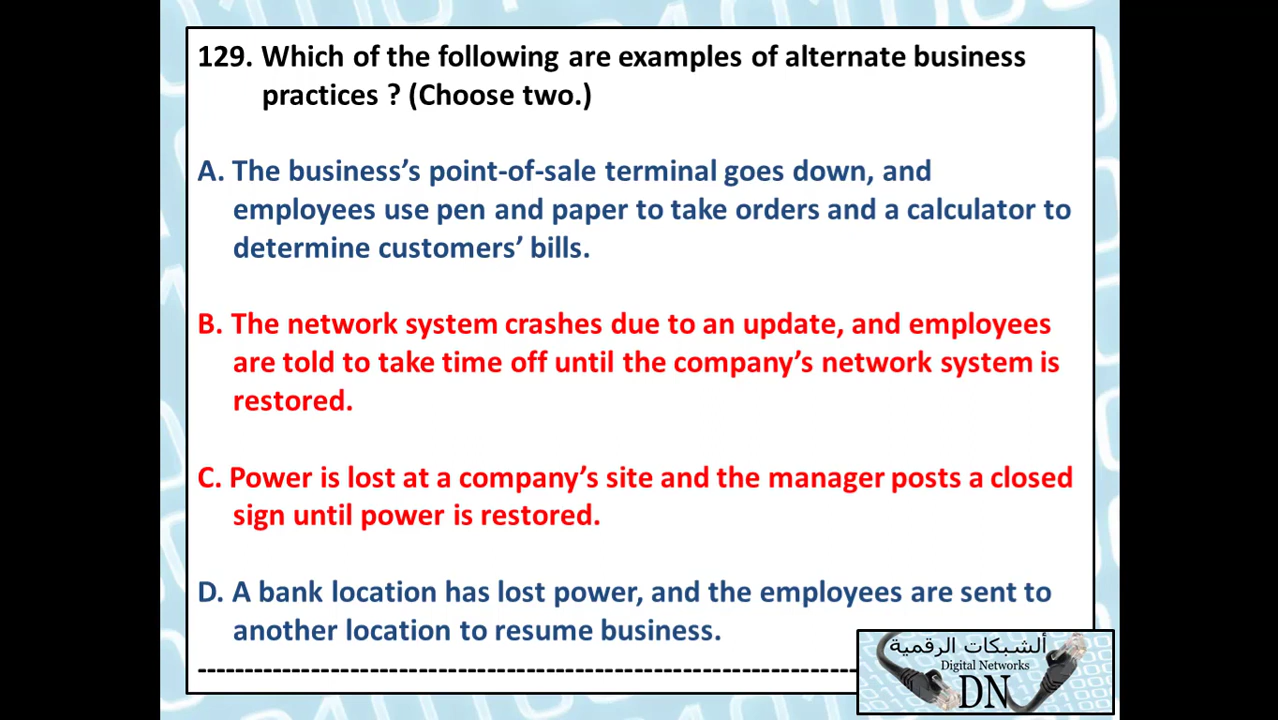 129. Which of the following are examples of alternate business
practices ? (Choose two.)
A. The business’s point-of-sale terminal goes down, and
employees use pen and paper to take orders and a calculator to
determine customers’ bills.
B. The network system crashes due to an update, and employees
are told to take time off until the company’s network system is
restored.
C. Power is lost at a company’s site and the manager posts a closed
sign until power is restored.
D. A bank location has lost power, and the employees are sent to
another location to resume business.
ألشبكات الرقمية
Digital Networks
DN